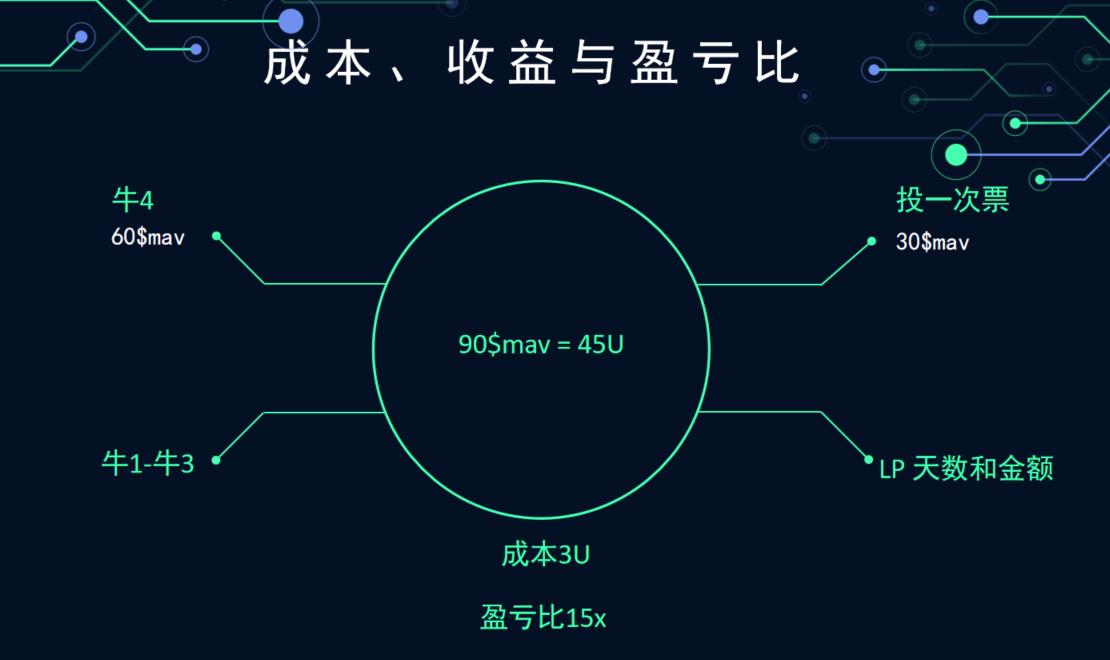 成本、收益与盈亏比
牛4
60$mav
投一次票
30$mav
90$mav = 45U
牛1-牛3
LP 天数和金额
成本3U
盈亏比15x